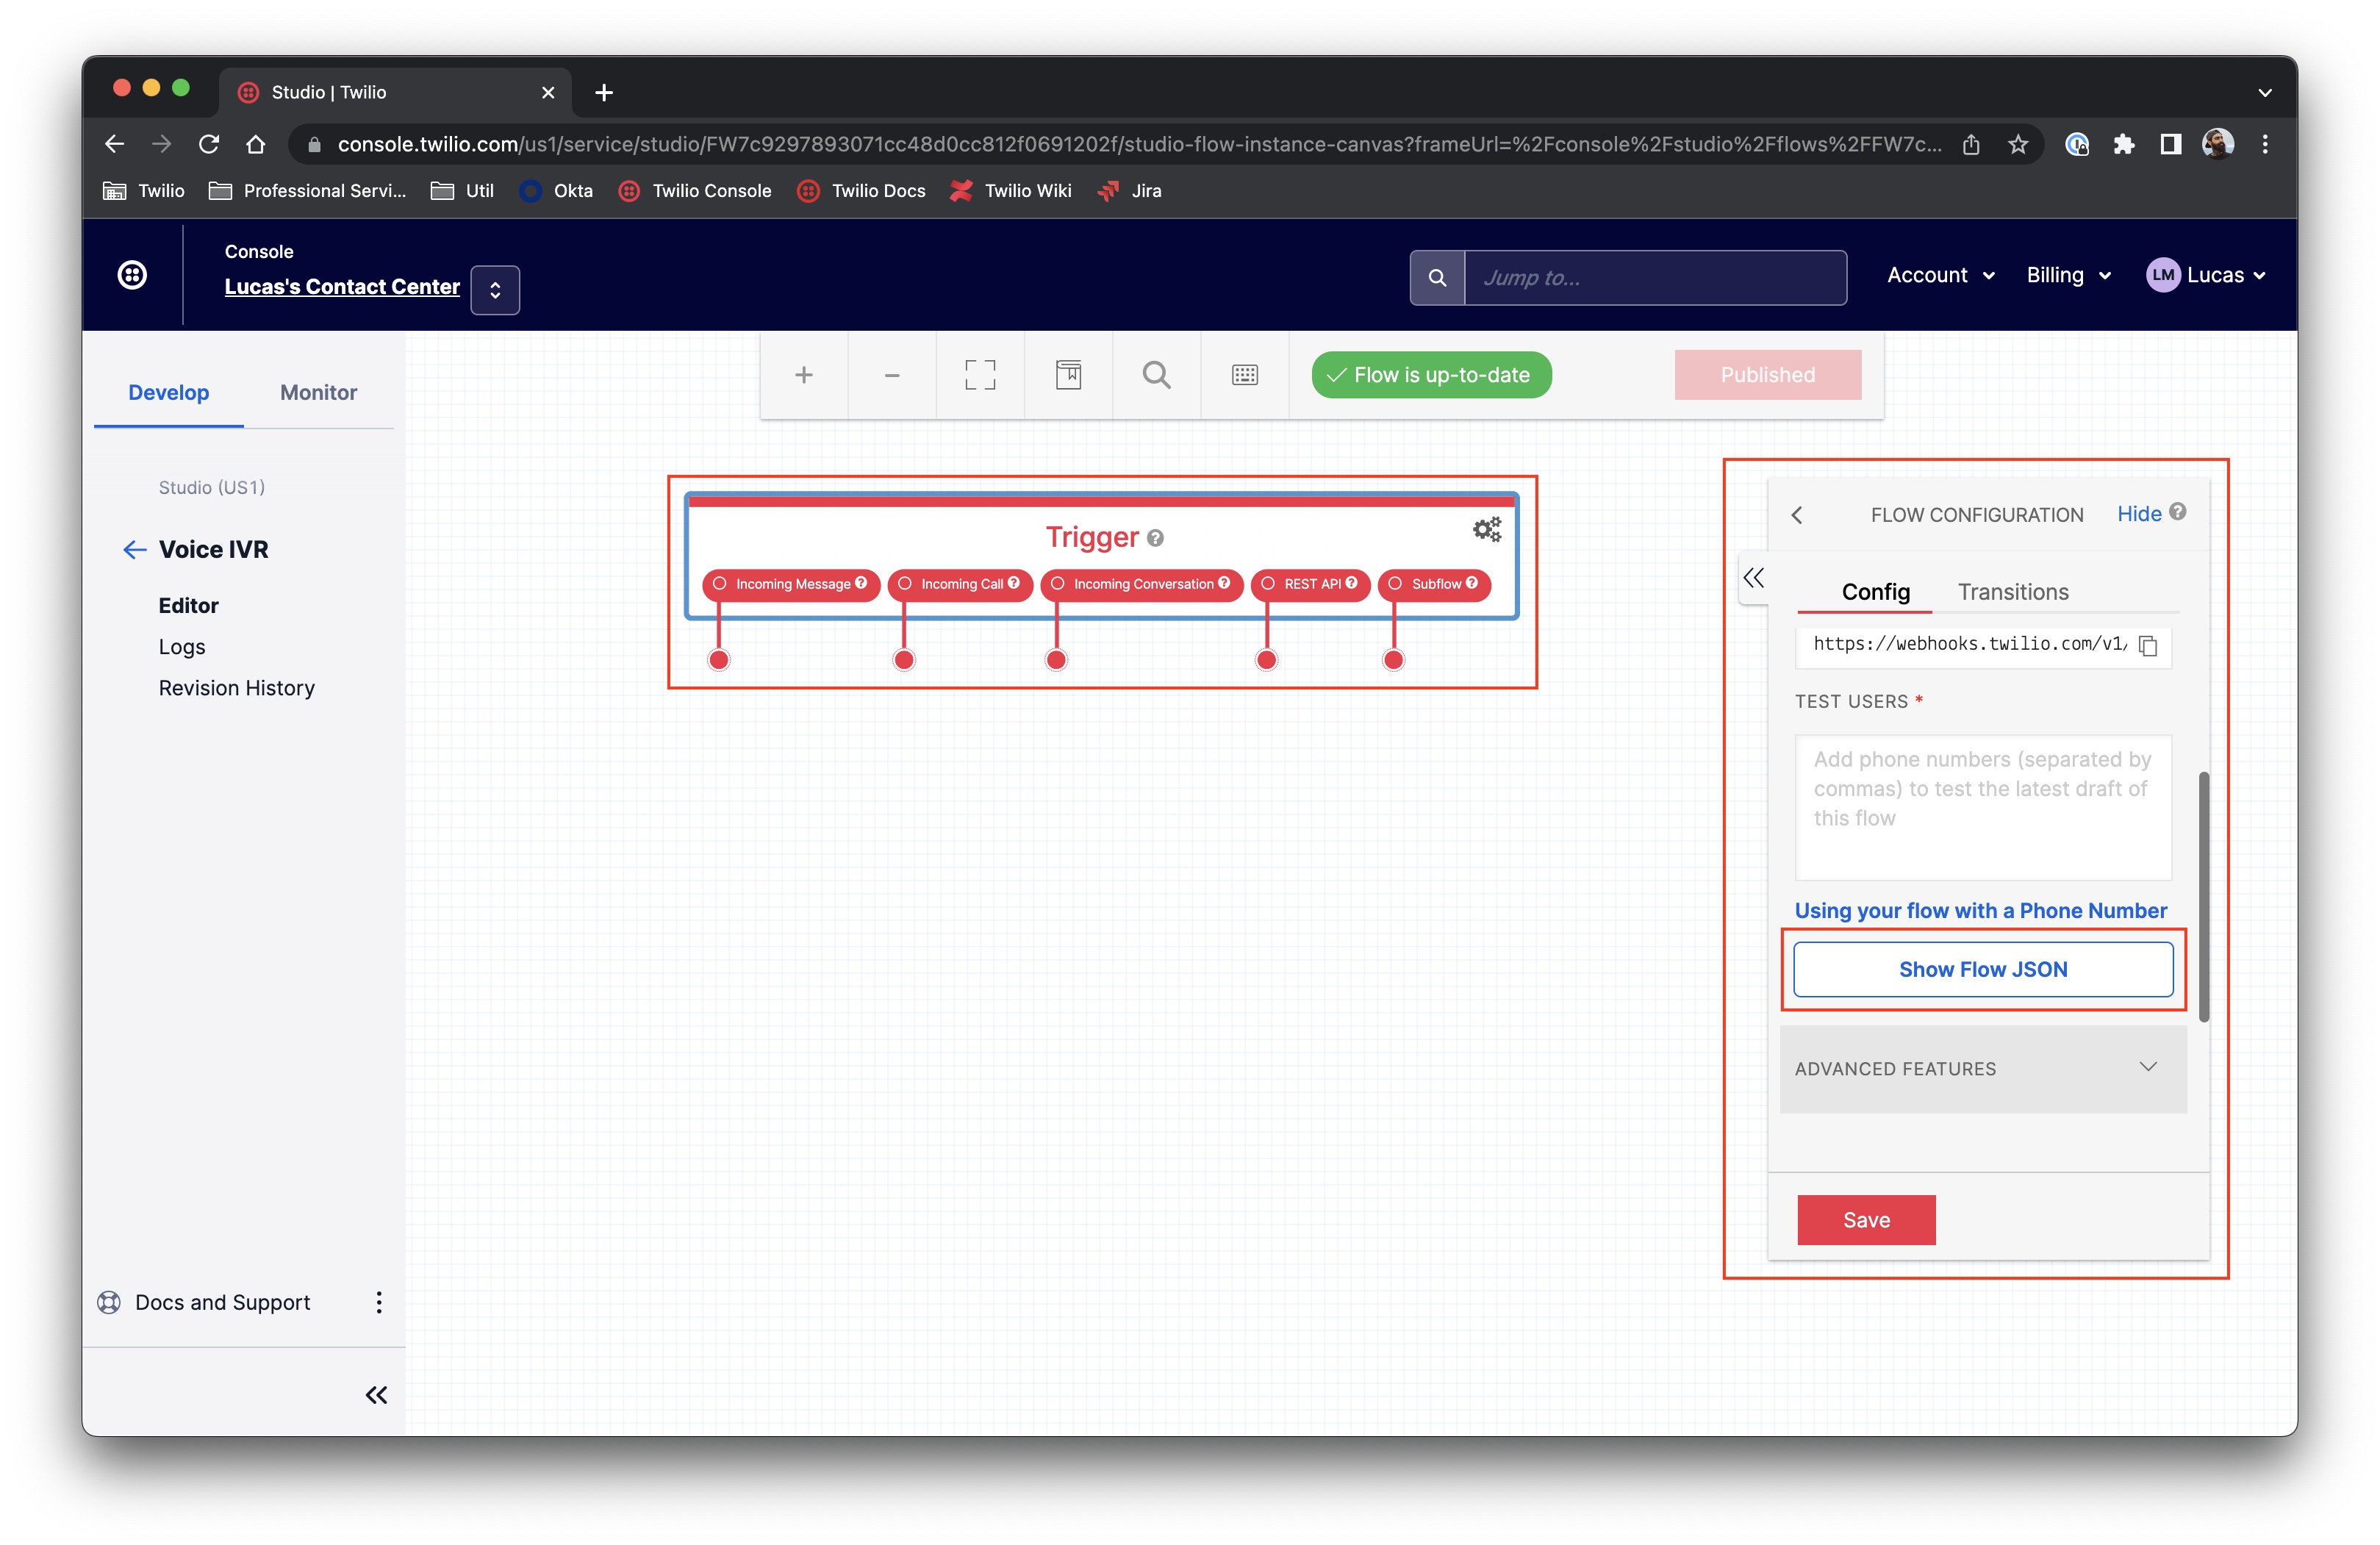 Studio | Twilio
console.twilio.com/us1/service/studio/FW7c9297893071cc48d0cc812f0691202f/studio-flow-instance-canvas?frameUrl=%2Fconsole%2Fstudio%2Fflows%2FFW7c...
Twilio Professional Servi... Util Okta Twilio Console Twilio Docs Twilio Wiki Jira
Console
Lucas's Contact Center
Jump to...
Account Billing LM Lucas
Develop Monitor
Flow is up-to-date Published
Studio (US1)
Voice IVR
Editor
Logs
Revision History
Docs and Support
Trigger
Incoming Message Incoming Call Incoming Conversation REST API Subflow
FLOW CONFIGURATION Hide
Config Transitions
https://webhooks.twilio.com/v1/
TEST USERS *
Add phone numbers (separated by
commas) to test the latest draft of
this flow
Using your flow with a Phone Number
Show Flow JSON
ADVANCED FEATURES
Save